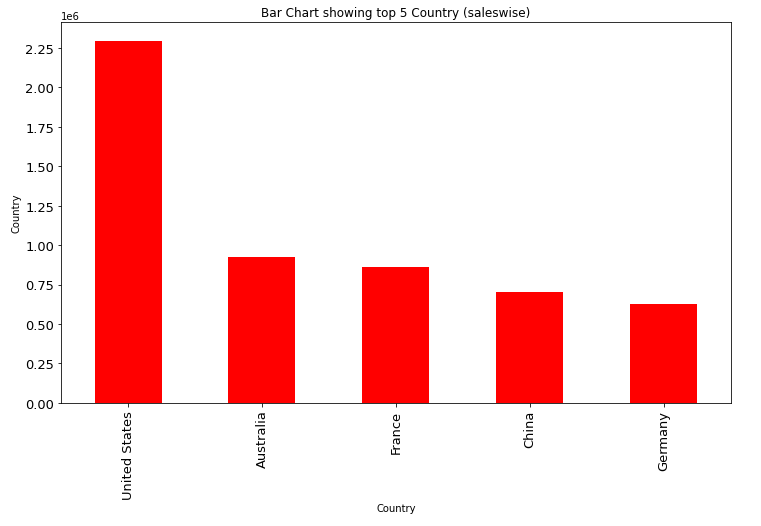 Bar Chart showing top 5 Country (saleswise)
1e6
2.25
2.00
1.75
1.50
1.25
1.00
0.75
0.50
0.25
0.00
Country
United States
Australia
France
China
Germany
Country